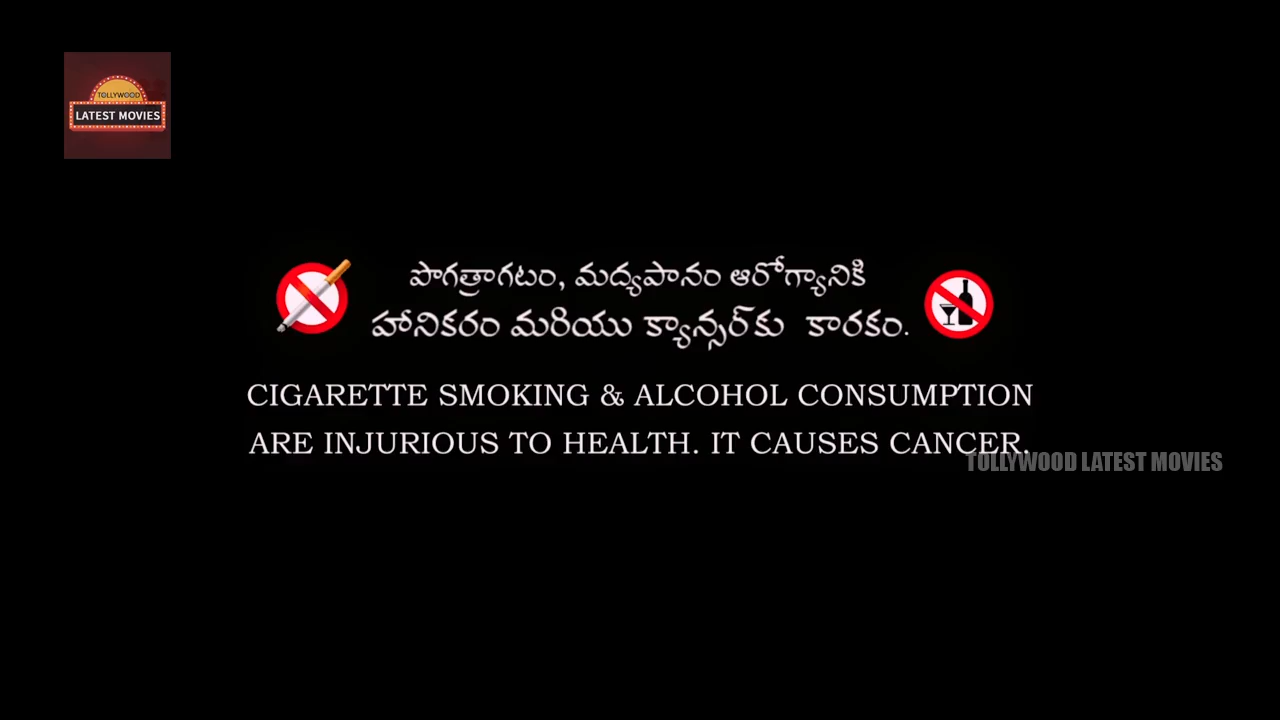 TOLLYWOOD
LATEST MOVIES
పొగత్రాగటం, మద్యపానం ఆరోగ్యానికి
హానికరం మరియు క్యాన్సర్‌కు కారకం.
CIGARETTE SMOKING & ALCOHOL CONSUMPTION
ARE INJURIOUS TO HEALTH. IT CAUSES CANCER.
TOLLYWOOD LATEST MOVIES